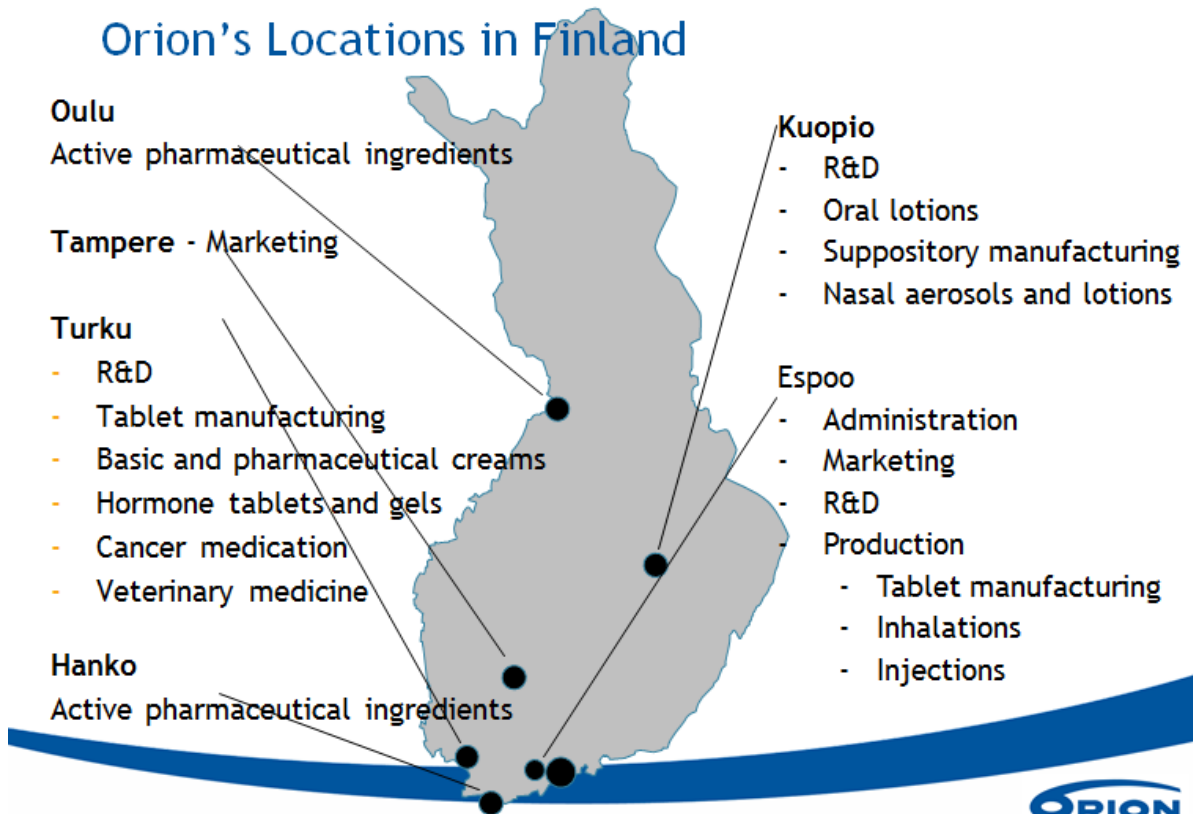 Orion's Locations in Finland
Oulu
Active pharmaceutical ingredients
Tampere - Marketing
Turku
- R&D
- Tablet manufacturing
- Basic and pharmaceutical creams
- Hormone tablets and gels
- Cancer medication
- Veterinary medicine
Hanko
Active pharmaceutical ingredients
Kuopio
- R&D
- Oral lotions
- Suppository manufacturing
- Nasal aerosols and lotions
Espoo
- Administration
- Marketing
- R&D
- Production
- Tablet manufacturing
- Inhalations
- Injections
ORION